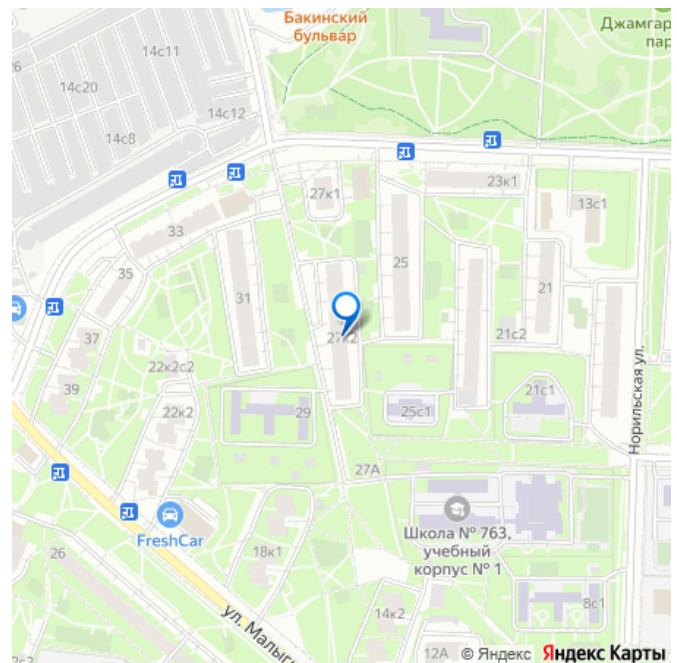 Бакинский
бульвар
Джамгар
пар
14с11
14с20
14с12
14с8
27к1
23к1
13с1
33
25
35
31
21
27к2
21с2
37
22к2с2
39
22к2
29
25с1
21с1
Норильская ул.
27А
FreshCar
Школа № 763,
учебный
корпус № 1
18к1
26
ул. Малыг
14к2
8с1
12А
© Яндекс Яндекс Карты